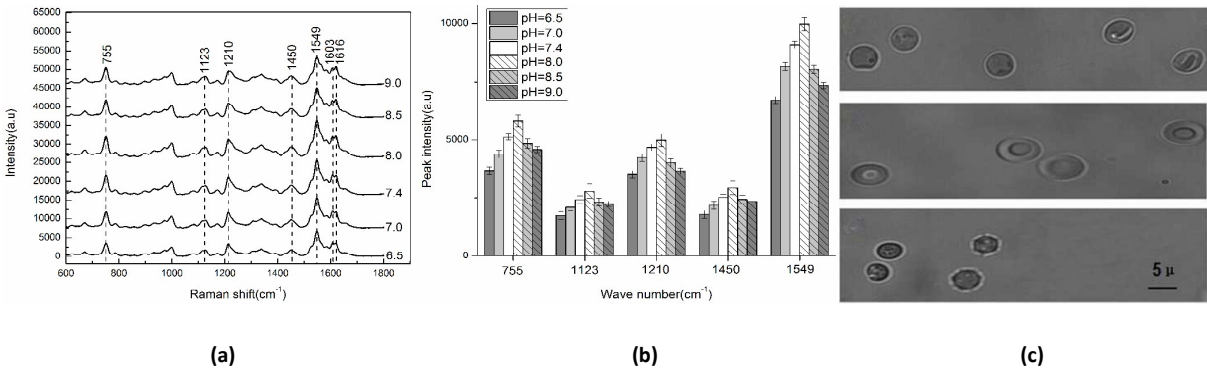 65000
60000
55000
50000
45000
40000
35000
30000
25000
20000
15000
10000
5000
0
Intensity(a.u)
755
1123
1210
1450
1549
1603
1616
9.0
8.5
8.0
7.4
7.0
6.5
600 800 1000 1200 1400 1600 1800
Raman shift(cm⁻¹)
(a)
10000
5000
0
Peak intensity(a.u)
pH=6.5
pH=7.0
pH=7.4
pH=8.0
pH=8.5
pH=9.0
755 1123 1210 1450 1549
Wave number(cm⁻¹)
(b)
5 μ
(c)